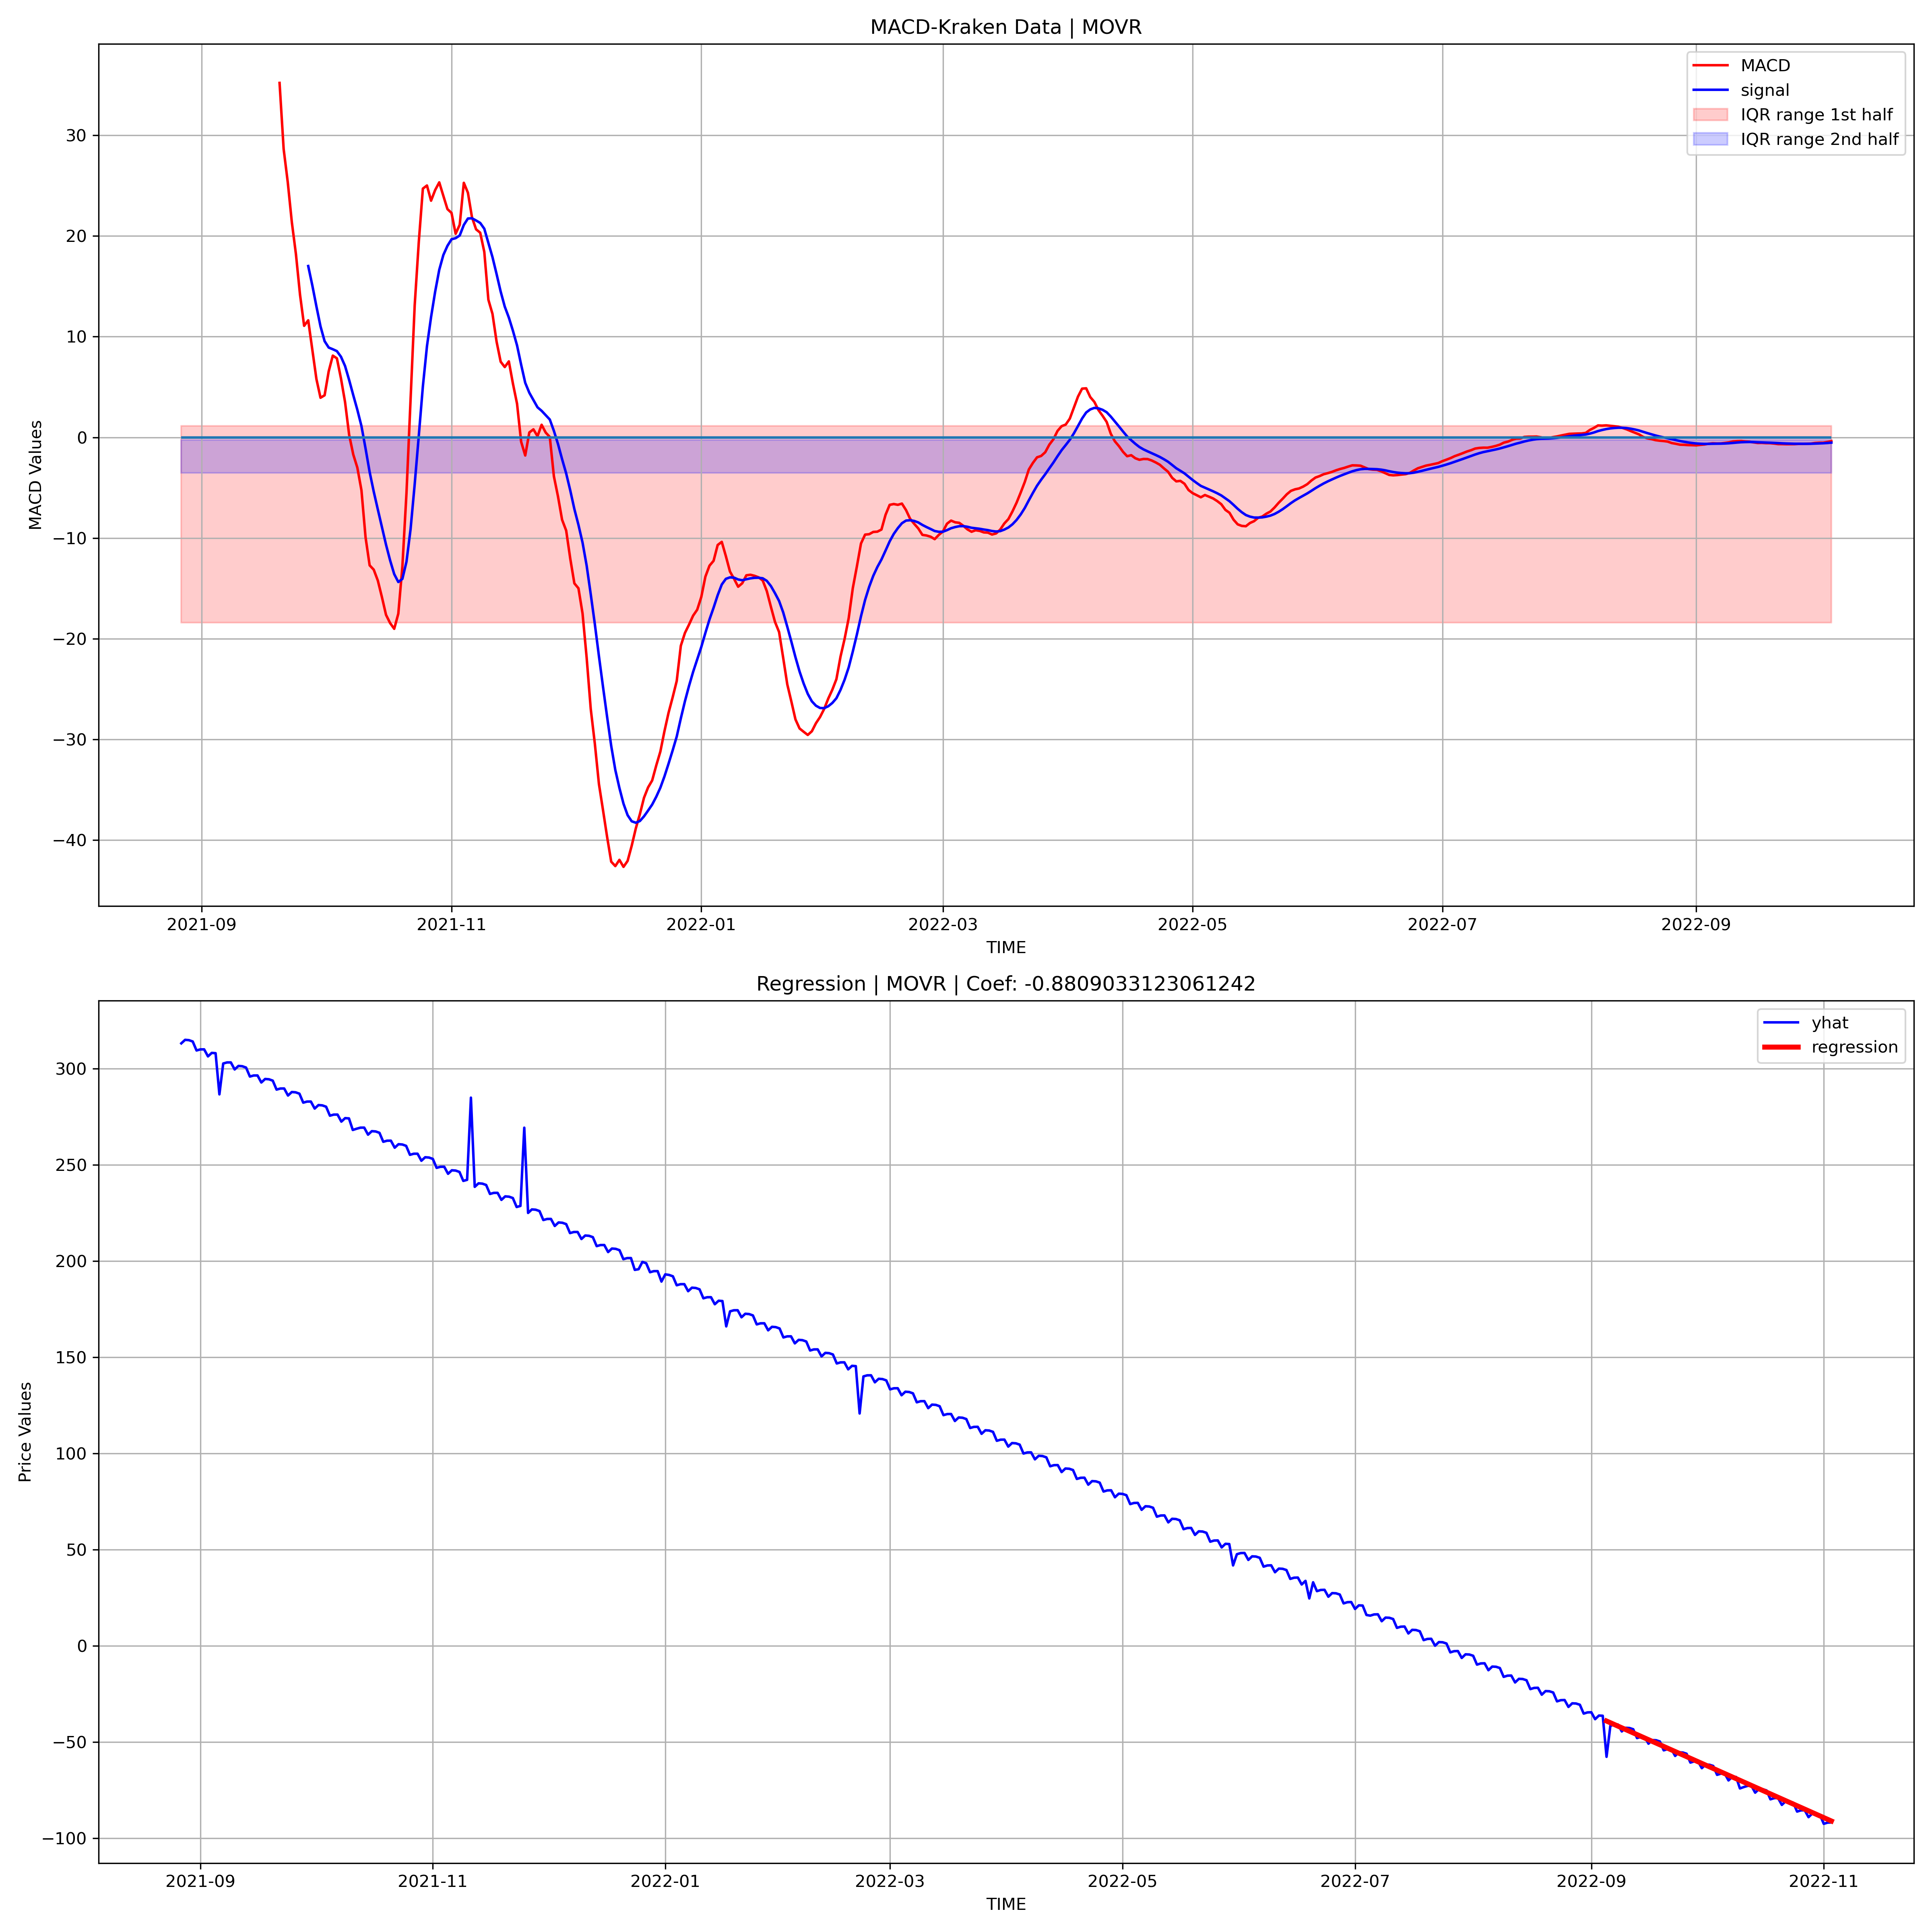 MACD-Kraken Data | MOVR
MACD
signal
IQR range 1st half
IQR range 2nd half
MACD Values
30
20
10
0
−10
−20
−30
−40
2021-09
2021-11
2022-01
2022-03
2022-05
2022-07
2022-09
TIME
Regression | MOVR | Coef: -0.8809033123061242
yhat
regression
Price Values
300
250
200
150
100
50
0
−50
−100
2021-09
2021-11
2022-01
2022-03
2022-05
2022-07
2022-09
2022-11
TIME